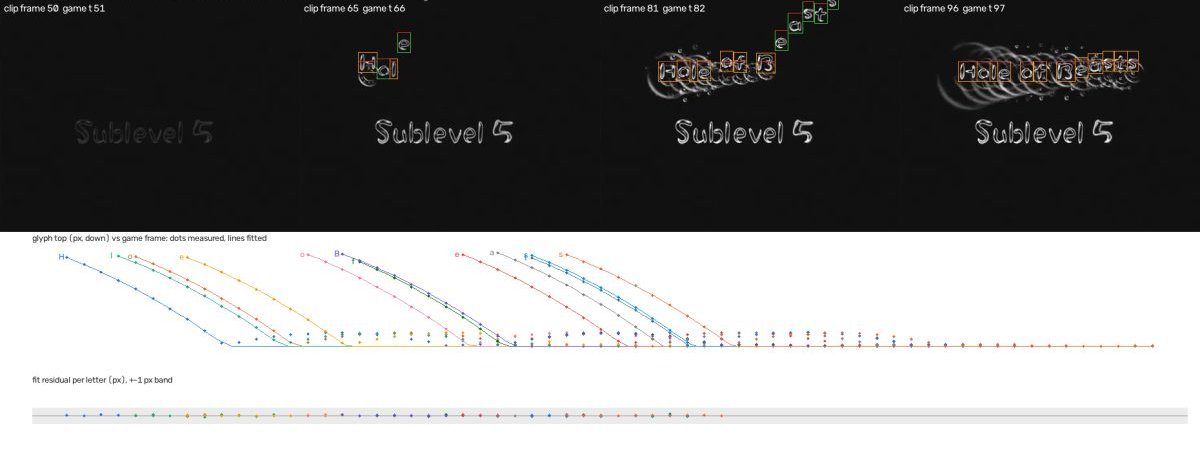 clip frame 50 game t 51
clip frame 65 game t 66
clip frame 81 game t 82
clip frame 96 game t 97
H o l e
Hole of B e a s t s
Hole of Beasts
Sublevel 5
Sublevel 5
Sublevel 5
Sublevel 5
glyph top (px, down) vs game frame: dots measured, lines fitted
H l o e o B f e a t s
fit residual per letter (px), +-1 px band